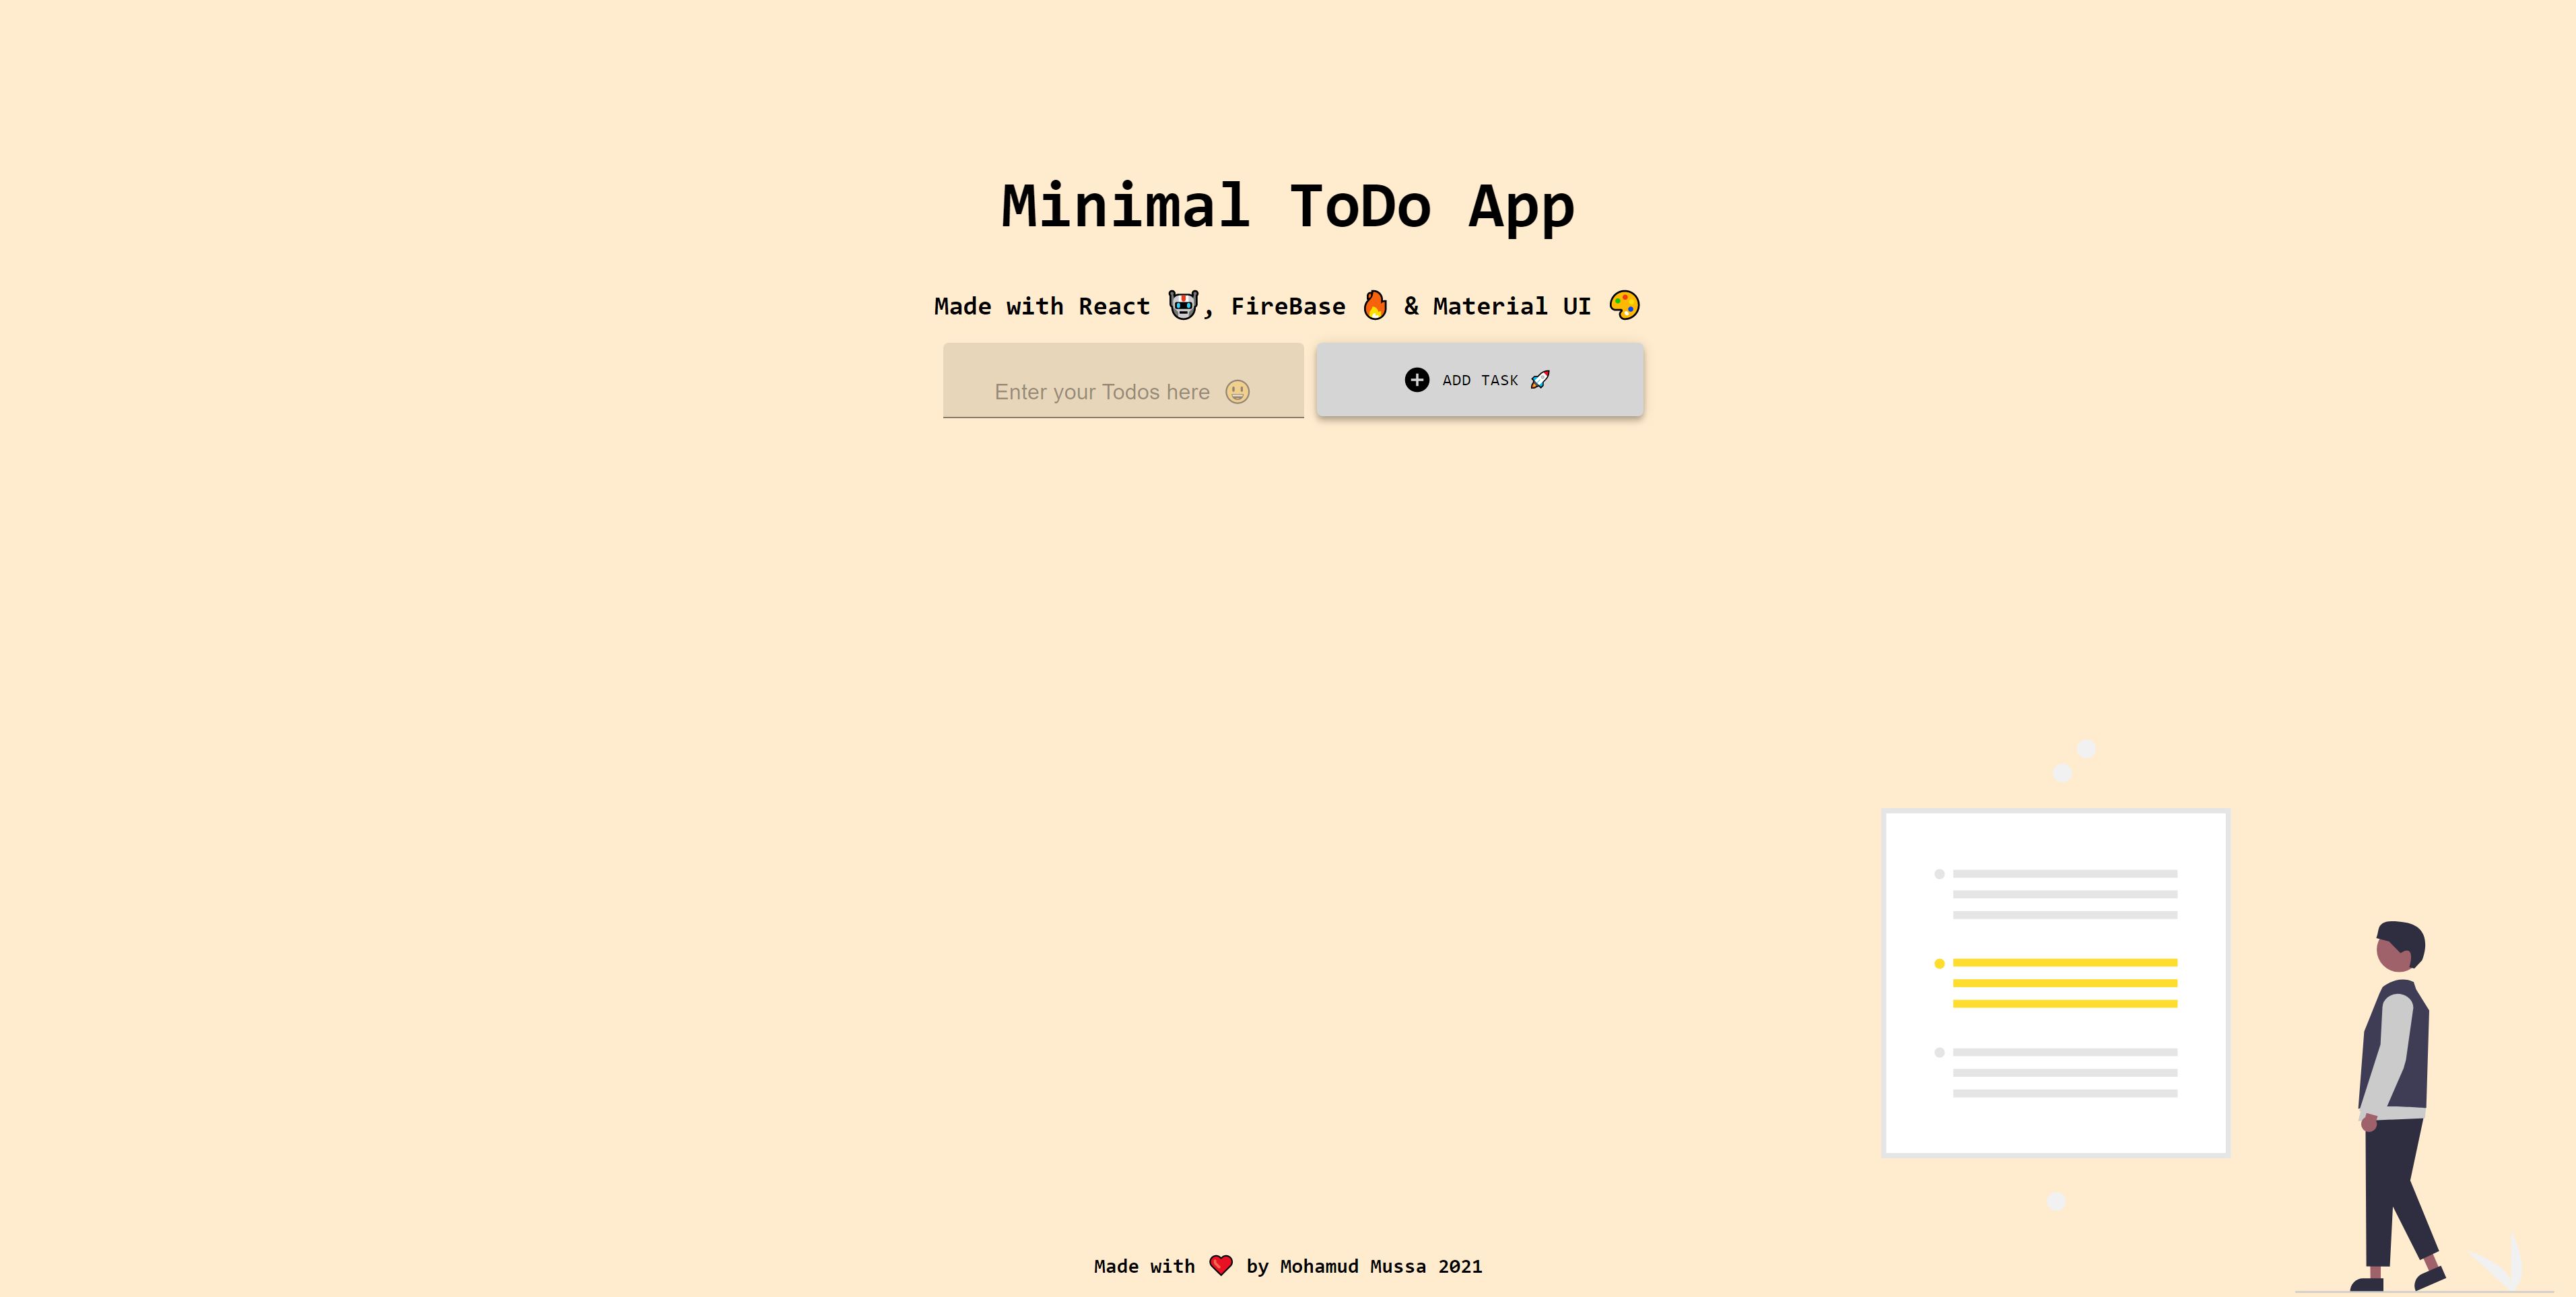 Minimal ToDo App
Made with React 🤖, FireBase 🔥 & Material UI 🎨
Enter your Todos here 😃
ADD TASK 🚀
Made with ❤ by Mohamud Mussa 2021